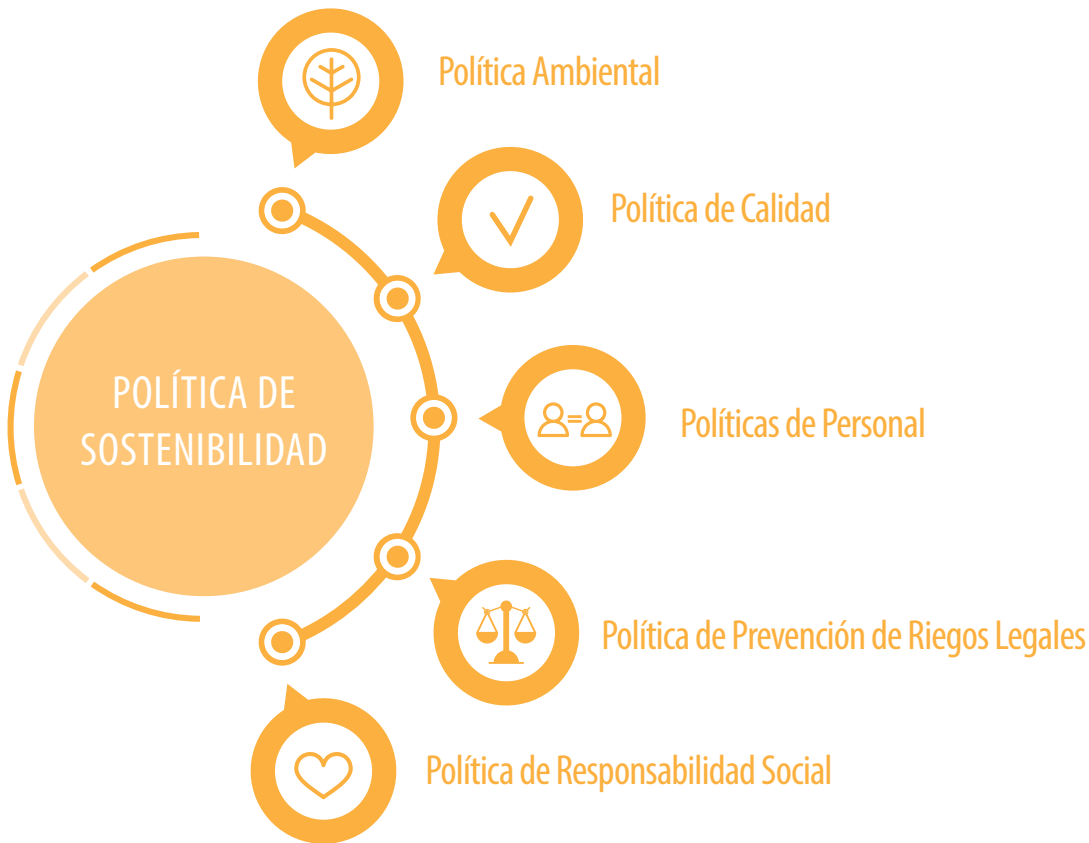 Política Ambiental
Política de Calidad
POLÍTICA DE
SOSTENIBILIDAD
Políticas de Personal
Política de Prevención de Riegos Legales
Política de Responsabilidad Social